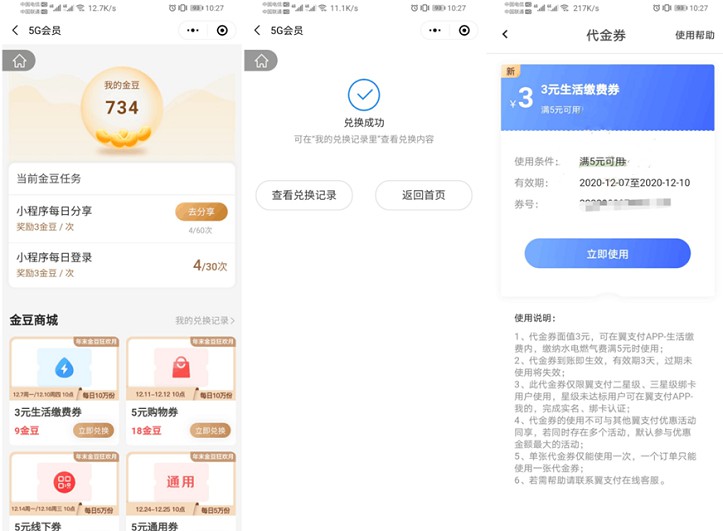 中国电信
中国联通
12.7K/s
10:27
5G会员
我的金豆
734
当前金豆任务
小程序每日分享
奖励3金豆 / 次
去分享
4/60次
小程序每日登录
奖励3金豆 / 次
4/30次
金豆商城
我的兑换记录>
年末金豆狂欢月
12.7周一/12.10周四 10点
每日10万份
3元生活缴费券
9金豆
立即兑换
年末金豆狂欢月
12.11—12.12 10点
每日10万份
5元购物券
18金豆
立即兑换
年末金豆狂欢月
12.14周一/12.16周三 10点
每日5万份
5元线下券
年末金豆狂欢月
通用
12.24—12.25 10点
每日5万份
5元通用券
中国电信
中国联通
11.1K/s
10:27
5G会员
兑换成功
可在“我的兑换记录里”查看兑换内容
查看兑换记录
返回首页
中国电信
中国联通
217K/s
10:27
代金券
使用帮助
新
¥3
3元生活缴费券
满5元可用
使用条件：
满5元可用
有效期：
2020-12-07至2020-12-10
券号：
立即使用
使用说明：
1、代金券面值3元，可在翼支付APP-生活缴
费内，缴纳水电燃气费满5元时使用；
2、代金券到账即生效，有效期3天，过期未
使用将失效；
3、此代金券仅限翼支付二星级、三星级绑卡
用户使用，星级未达标用户可在翼支付APP-
我的，完成实名、绑卡认证；
4、代金券的使用不可与其他翼支付优惠活动
同享，若同时存在多个活动，默认参与优惠
金额最大的活动；
5、单张代金券仅能使用一次，一个订单只能
使用一张代金券；
6、若需帮助请联系翼支付在线客服。